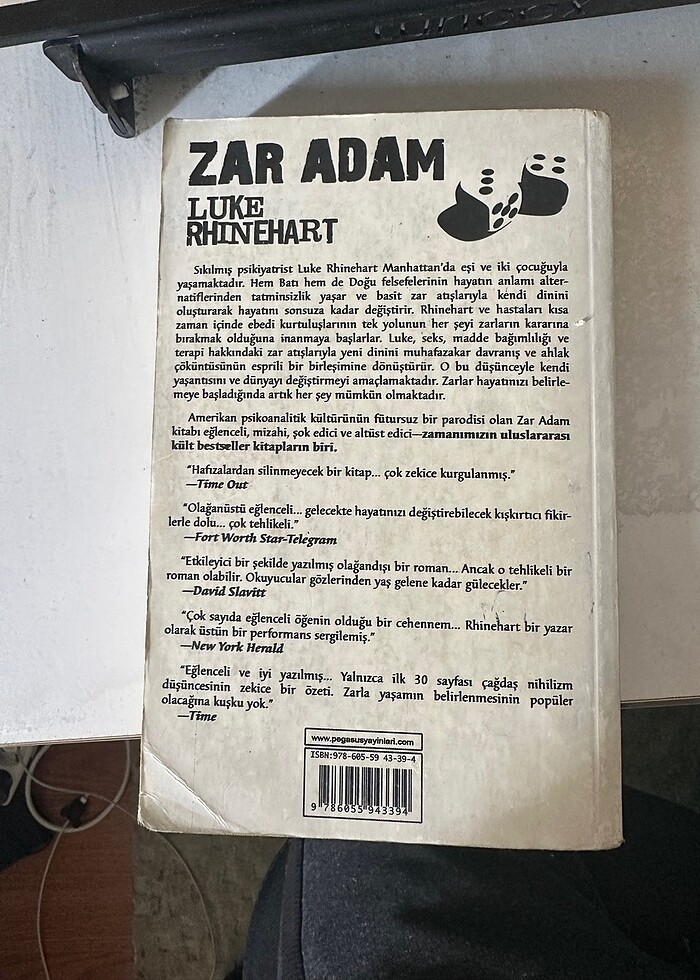 ZAR ADAM
LUKE
RHINEHART
Sıkılmış psikiyatrist Luke Rhinehart Manhattan'da eşi ve iki çocuğuyla
yaşamaktadır. Hem Batı hem de Doğu felsefelerinin hayatın anlamı alter-
natiflerinden tatminsizlik yaşar ve basit zar atışlarıyla kendi dinini
oluşturarak hayatını sonsuza kadar değiştirir. Rhinehart ve hastaları kısa
zaman içinde ebedi kurtuluşlarının tek yolunun her şeyi zarların kararına
bırakmak olduğuna inanmaya başlarlar. Luke, seks, madde bağımlılığı ve
terapi hakkındaki zar atışlarıyla yeni dinini muhafazakar davranış ve ahlak
çöküntüsünün esprili bir birleşimine dönüştürür. O bu düşünceyle kendi
yaşantısını ve dünyayı değiştirmeyi amaçlamaktadır. Zarlar hayatınızı belirle-
meye başladığında artık her şey mümkün olmaktadır.
Amerikan psikoanalitik kültürünün fütursuz bir parodisi olan Zar Adam
kitabı eğlenceli, mizahi, şok edici ve altüst edici—zamanımızın uluslararası
kült bestseller kitapların biri.
"Hafızalardan silinmeyecek bir kitap... çok zekice kurgulanmış."
—Time Out
"Olağanüstü eğlenceli... gelecekte hayatınızı değiştirebilecek kışkırtıcı fikir-
lerle dolu... çok tehlikeli."
—Fort Worth Star-Telegram
"Etkileyici bir şekilde yazılmış olağandışı bir roman... Ancak o tehlikeli bir
roman olabilir. Okuyucular gözlerinden yaş gelene kadar gülecekler."
—David Slavitt
"Çok sayıda eğlenceli öğenin olduğu bir cehennem... Rhinehart bir yazar
olarak üstün bir performans sergilemiş."
—New York Herald
"Eğlenceli ve iyi yazılmış... Yalnızca ilk 30 sayfası çağdaş nihilizm
düşüncesinin zekice bir özeti. Zarla yaşamın belirlenmesinin popüler
olacağına kuşku yok."
—Time
www.pegasusyayinlari.com
ISBN:978-605-59 43-39-4
9 786055 943394